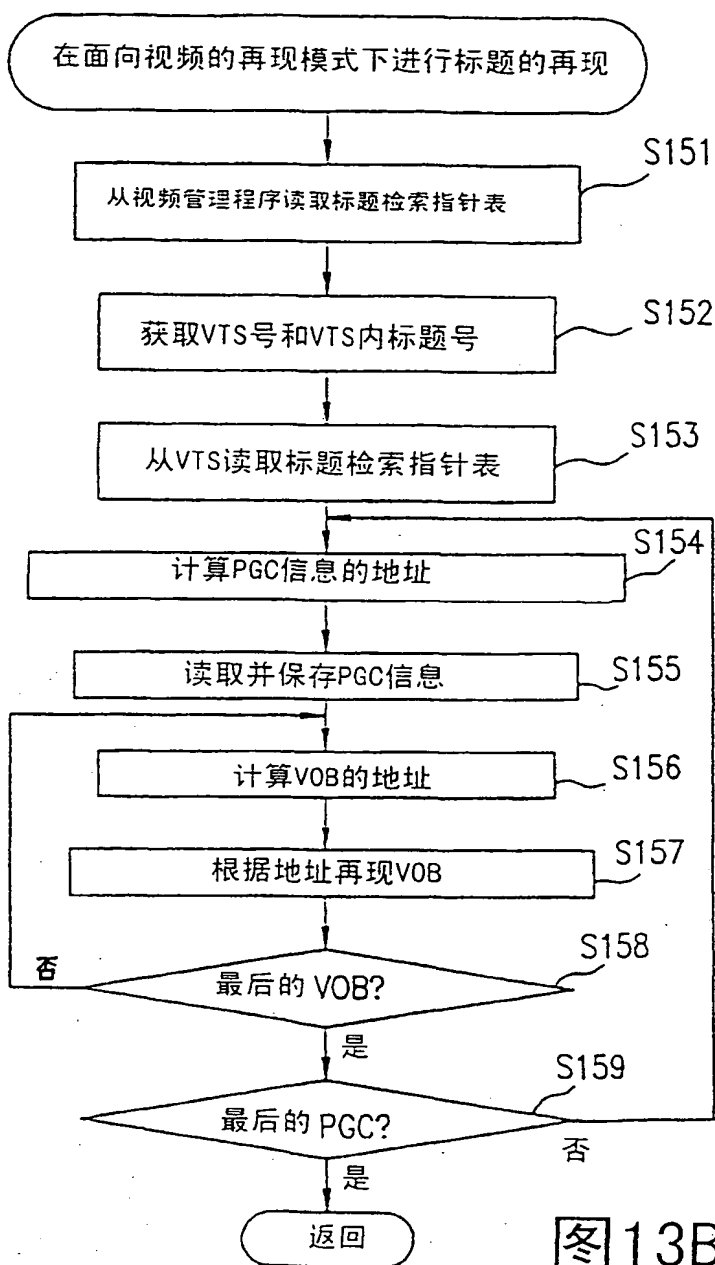 在面向视频的再现模式下进行标题的再现
S151
从视频管理程序读取标题检索指针表
S152
获取VTS号和VTS内标题号
S153
从VTS读取标题检索指针表
S154
计算PGC信息的地址
S155
读取并保存PGC信息
S156
计算VOB的地址
S157
根据地址再现VOB
S158
否
最后的VOB?
是
S159
最后的PGC?
否
是
返回
图13B